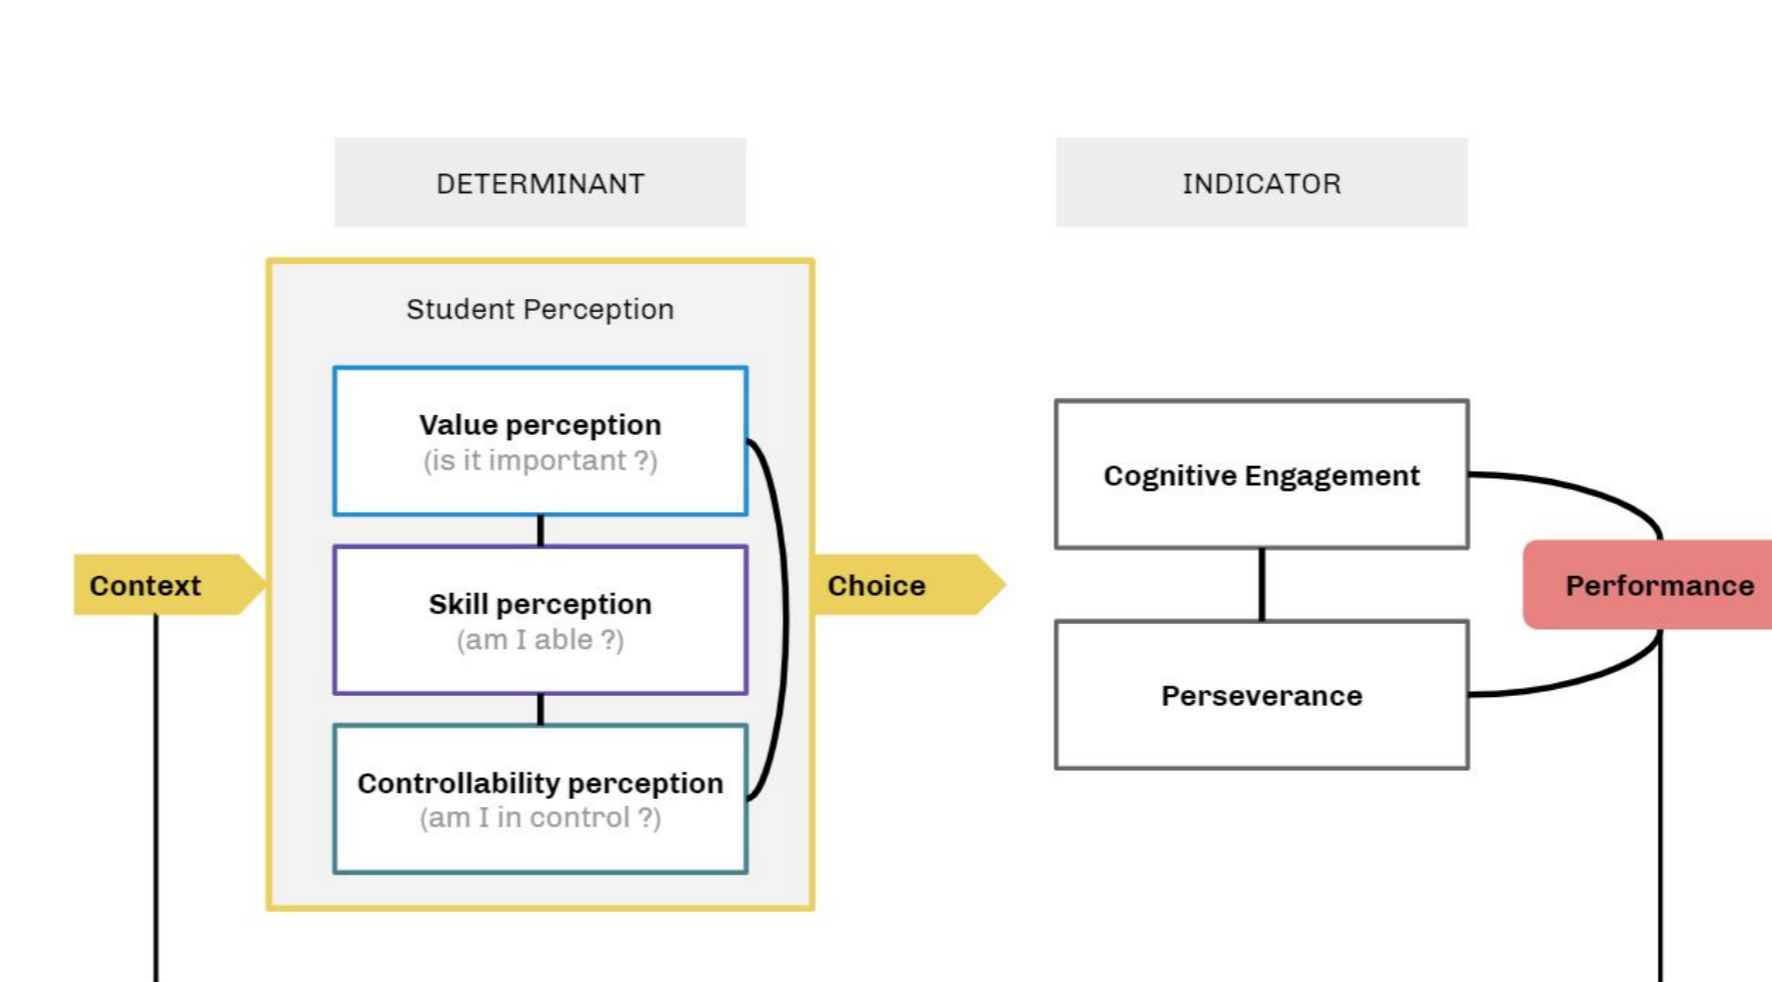 DETERMINANT
INDICATOR
Student Perception
Value perception
(is it important ?)
Skill perception
(am I able ?)
Controllability perception
(am I in control ?)
Context
Choice
Cognitive Engagement
Perseverance
Performance